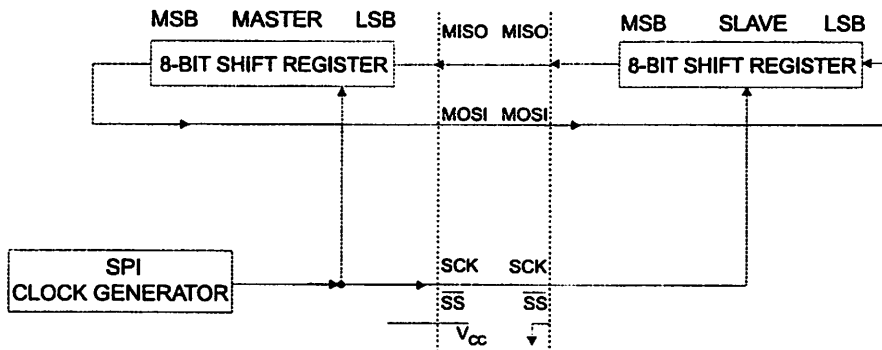 MSB MASTER LSB
MISO MISO
MSB SLAVE LSB
8-BIT SHIFT REGISTER
8-BIT SHIFT REGISTER
MOSI MOSI
SPI
CLOCK GENERATOR
SCK SCK
SS SS
VCC